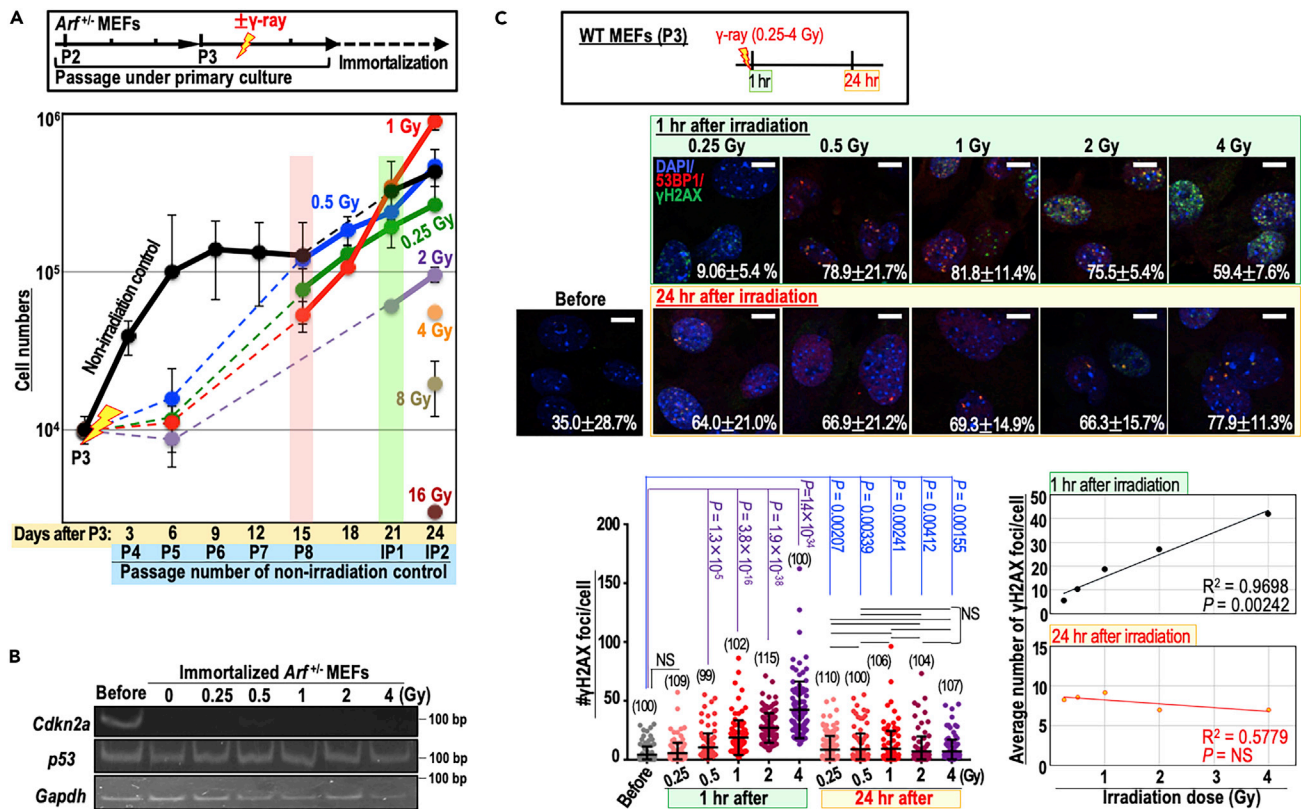 A
Arf+/- MEFs
±γ-ray
P2
P3
Passage under primary culture
Immortalization
10⁶
10⁵
10⁴
Cell numbers
Non-irradiation control
P3
1 Gy
0.5 Gy
0.25 Gy
2 Gy
4 Gy
8 Gy
16 Gy
Days after P3: 3 6 9 12 15 18 21 24
P4 P5 P6 P7 P8 IP1 IP2
Passage number of non-irradiation control
B
Immortalized Arf+/- MEFs
Before 0 0.25 0.5 1 2 4 (Gy)
Cdkn2a
100 bp
p53
100 bp
100 bp
Gapdh
C
WT MEFs (P3)
γ-ray (0.25-4 Gy)
1 hr
24 hr
1 hr after irradiation
0.25 Gy 0.5 Gy 1 Gy 2 Gy 4 Gy
DAPI/
53BP1/
γH2AX
9.06±5.4 % 78.9±21.7% 81.8±11.4% 75.5±5.4% 59.4±7.6%
Before
35.0±28.7%
24 hr after irradiation
64.0±21.0% 66.9±21.2% 69.3±14.9% 66.3±15.7% 77.9±11.3%
#γH2AX foci/cell
200
150
100
50
0
NS
P = 1.3×10-5
P = 3.8×10-16
P = 1.9×10-38
P=1.4×10-34
P = 0.00207
P = 0.00339
P = 0.00241
P = 0.00412
P = 0.00155
NS
(100) (109) (99) (102) (115) (100) (110) (100) (106) (104) (107)
Before 0.25 0.5 1 2 4 0.25 0.5 1 2 4 (Gy)
1 hr after
24 hr after
Average number of γH2AX foci/cell
1 hr after irradiation
50
40
30
20
10
0
R² = 0.9698
P = 0.00242
24 hr after irradiation
15
10
5
0
R² = 0.5779
P = NS
1 2 3 4
Irradiation dose (Gy)